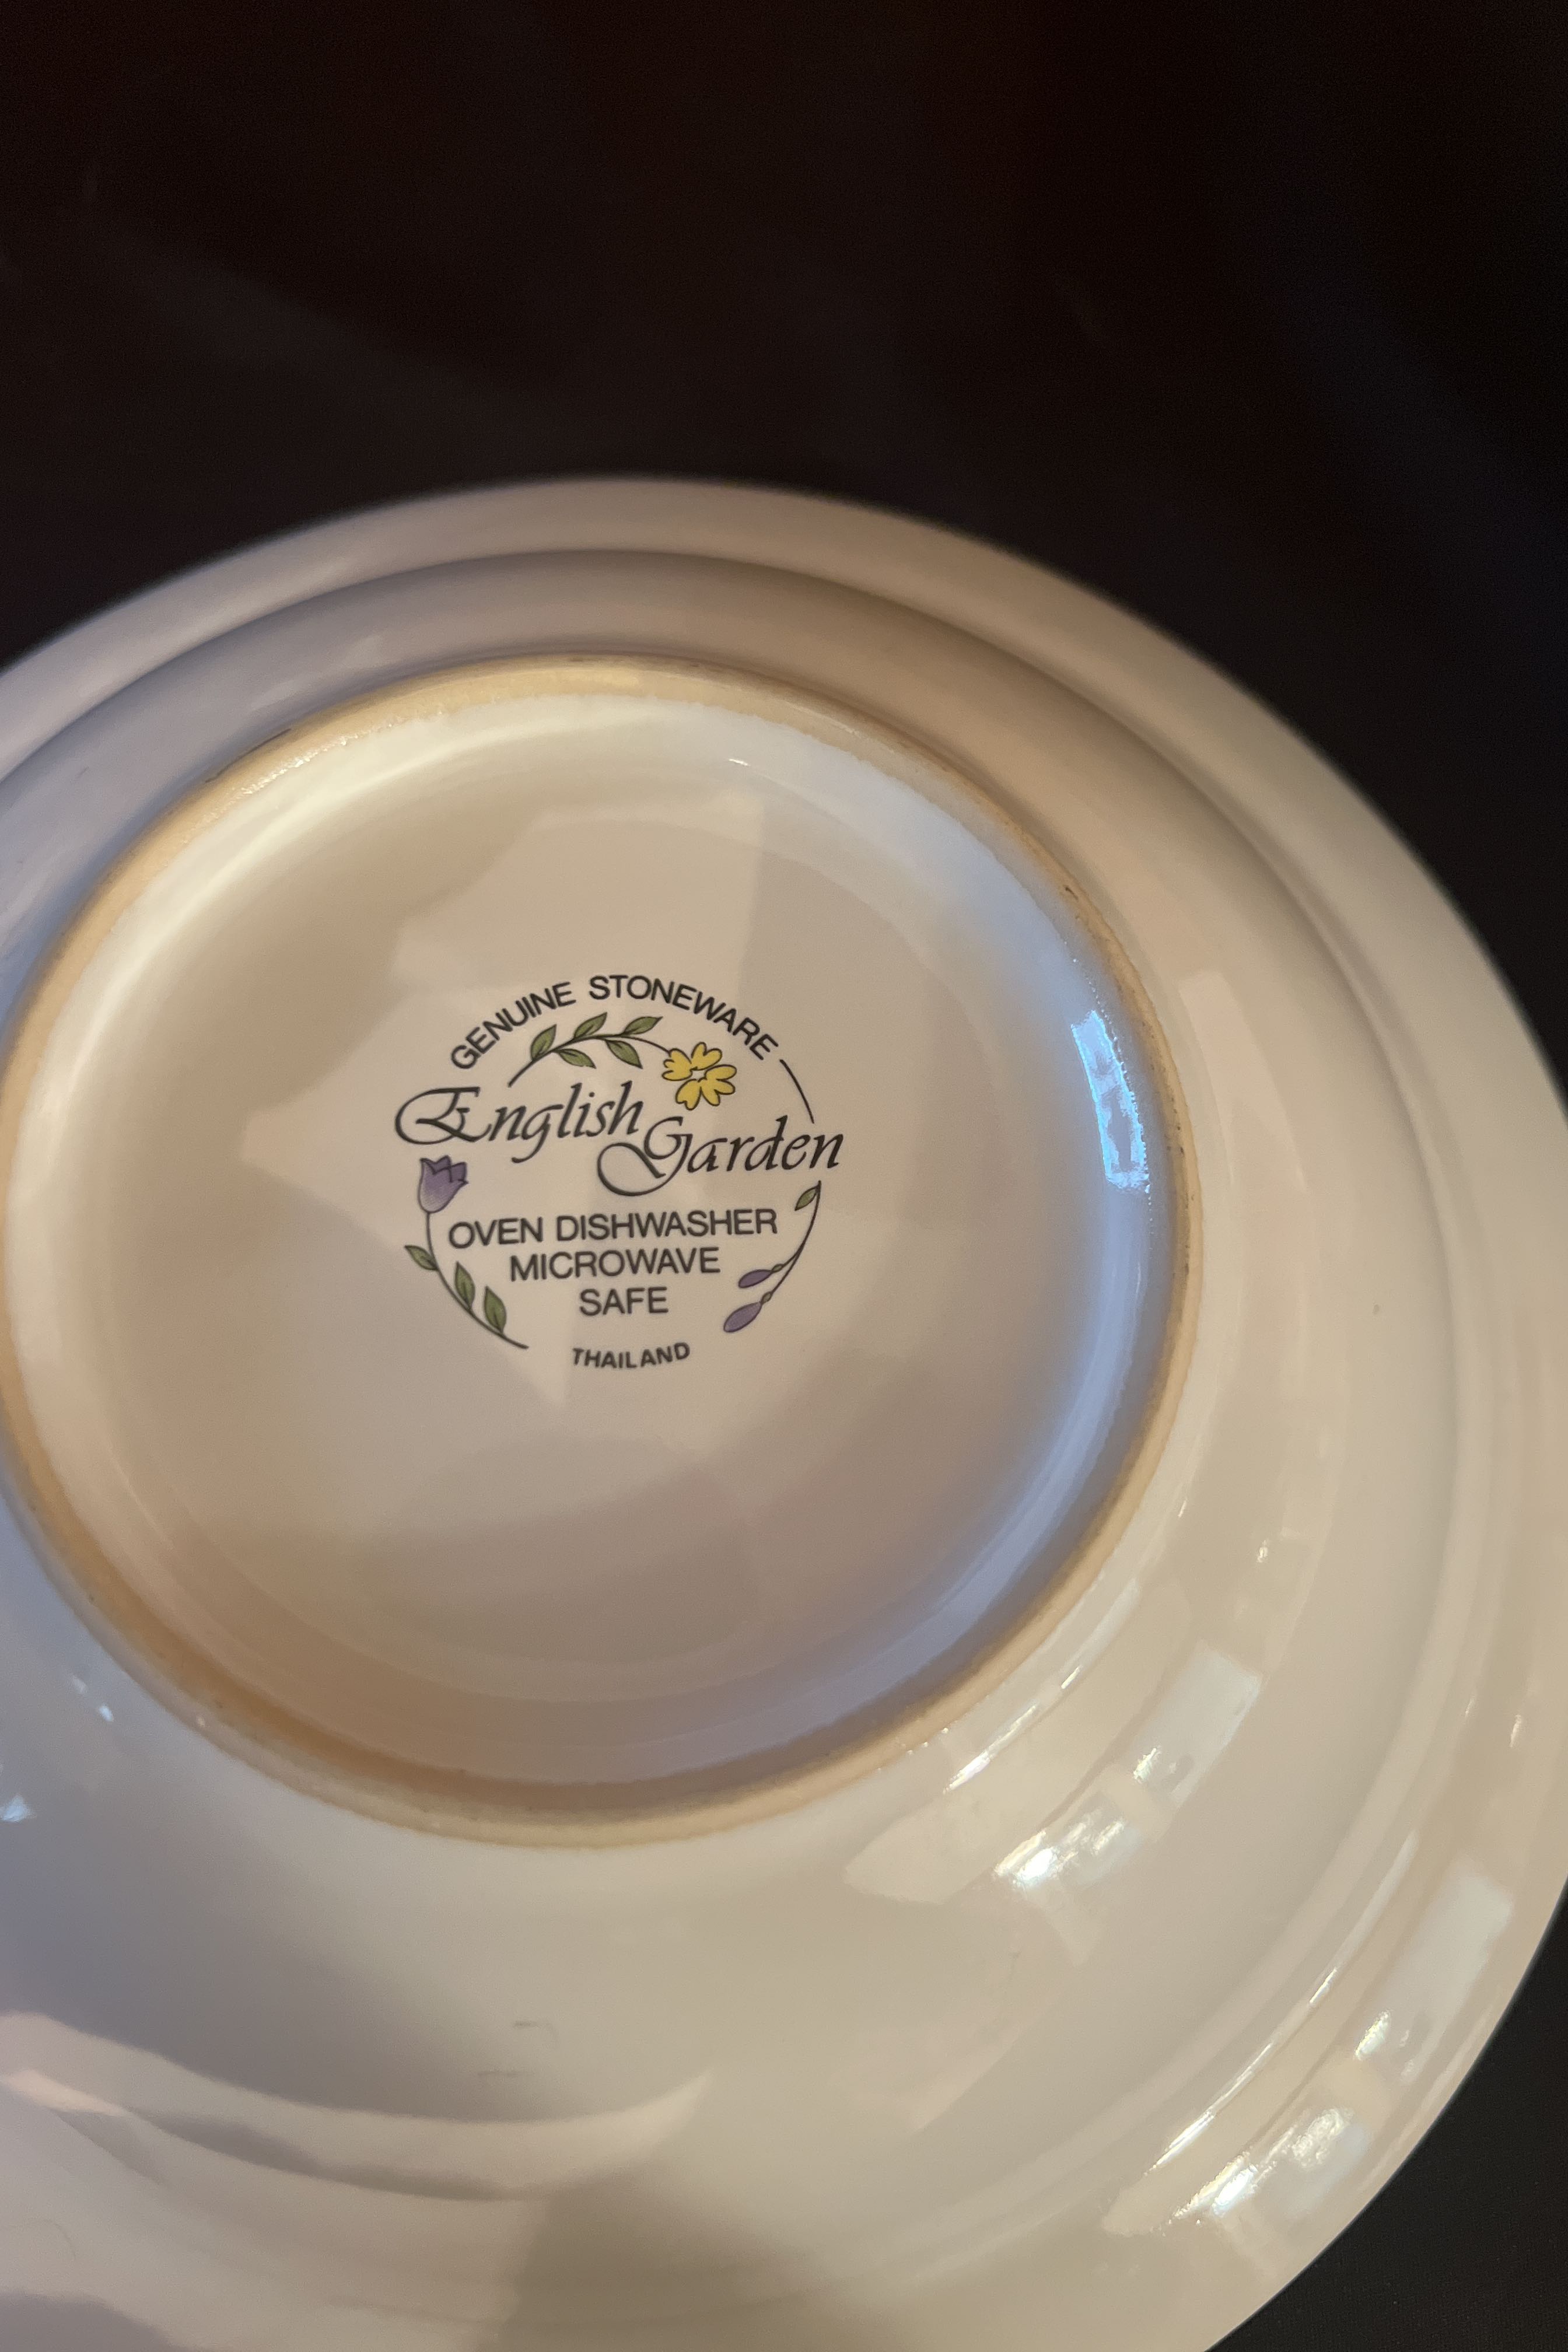 GENUINE STONEWARE
English
Garden
OVEN DISHWASHER
MICROWAVE
SAFE
THAILAND